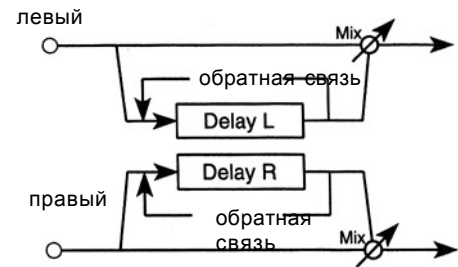 левый
Mix
обратная связь
Delay L
Delay R
правый
обратная
связь
Mix